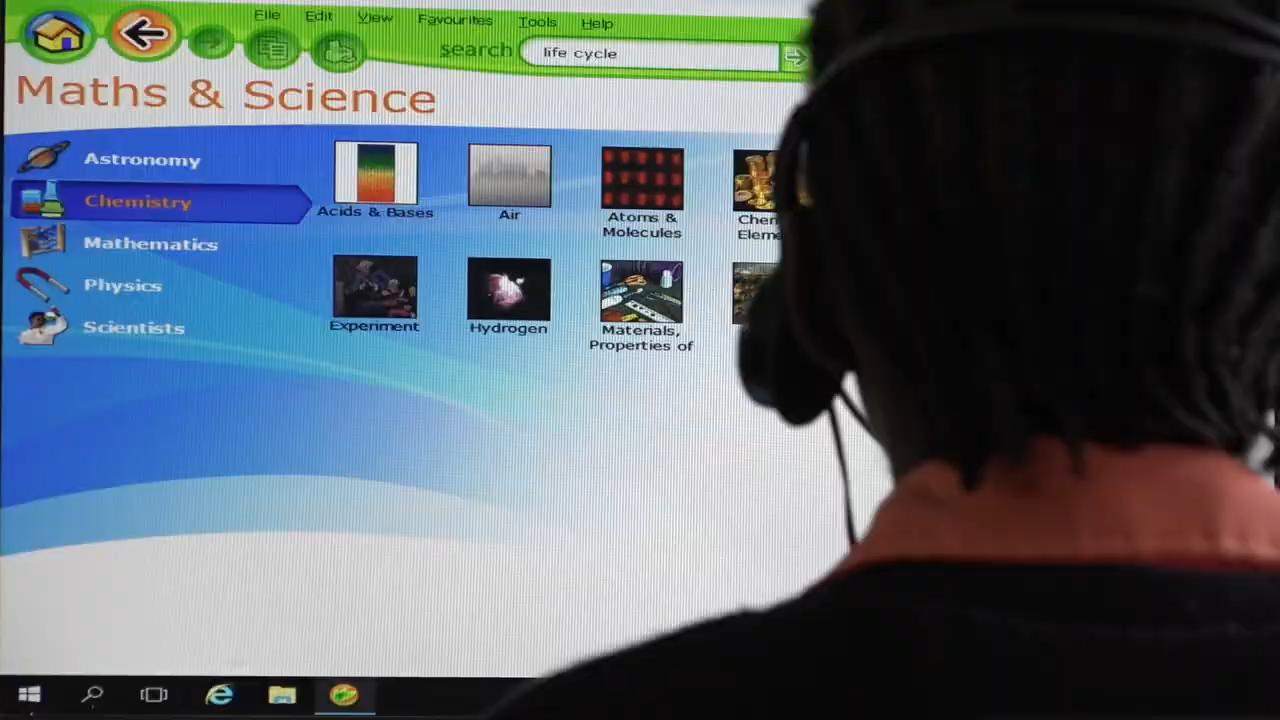 File Edit View Favourites Tools Help
search life cycle
Maths & Science
Astronomy
Chemistry
Mathematics
Physics
Scientists
Acids & Bases
Air
Atoms &
Molecules
Experiment
Hydrogen
Materials,
Properties of